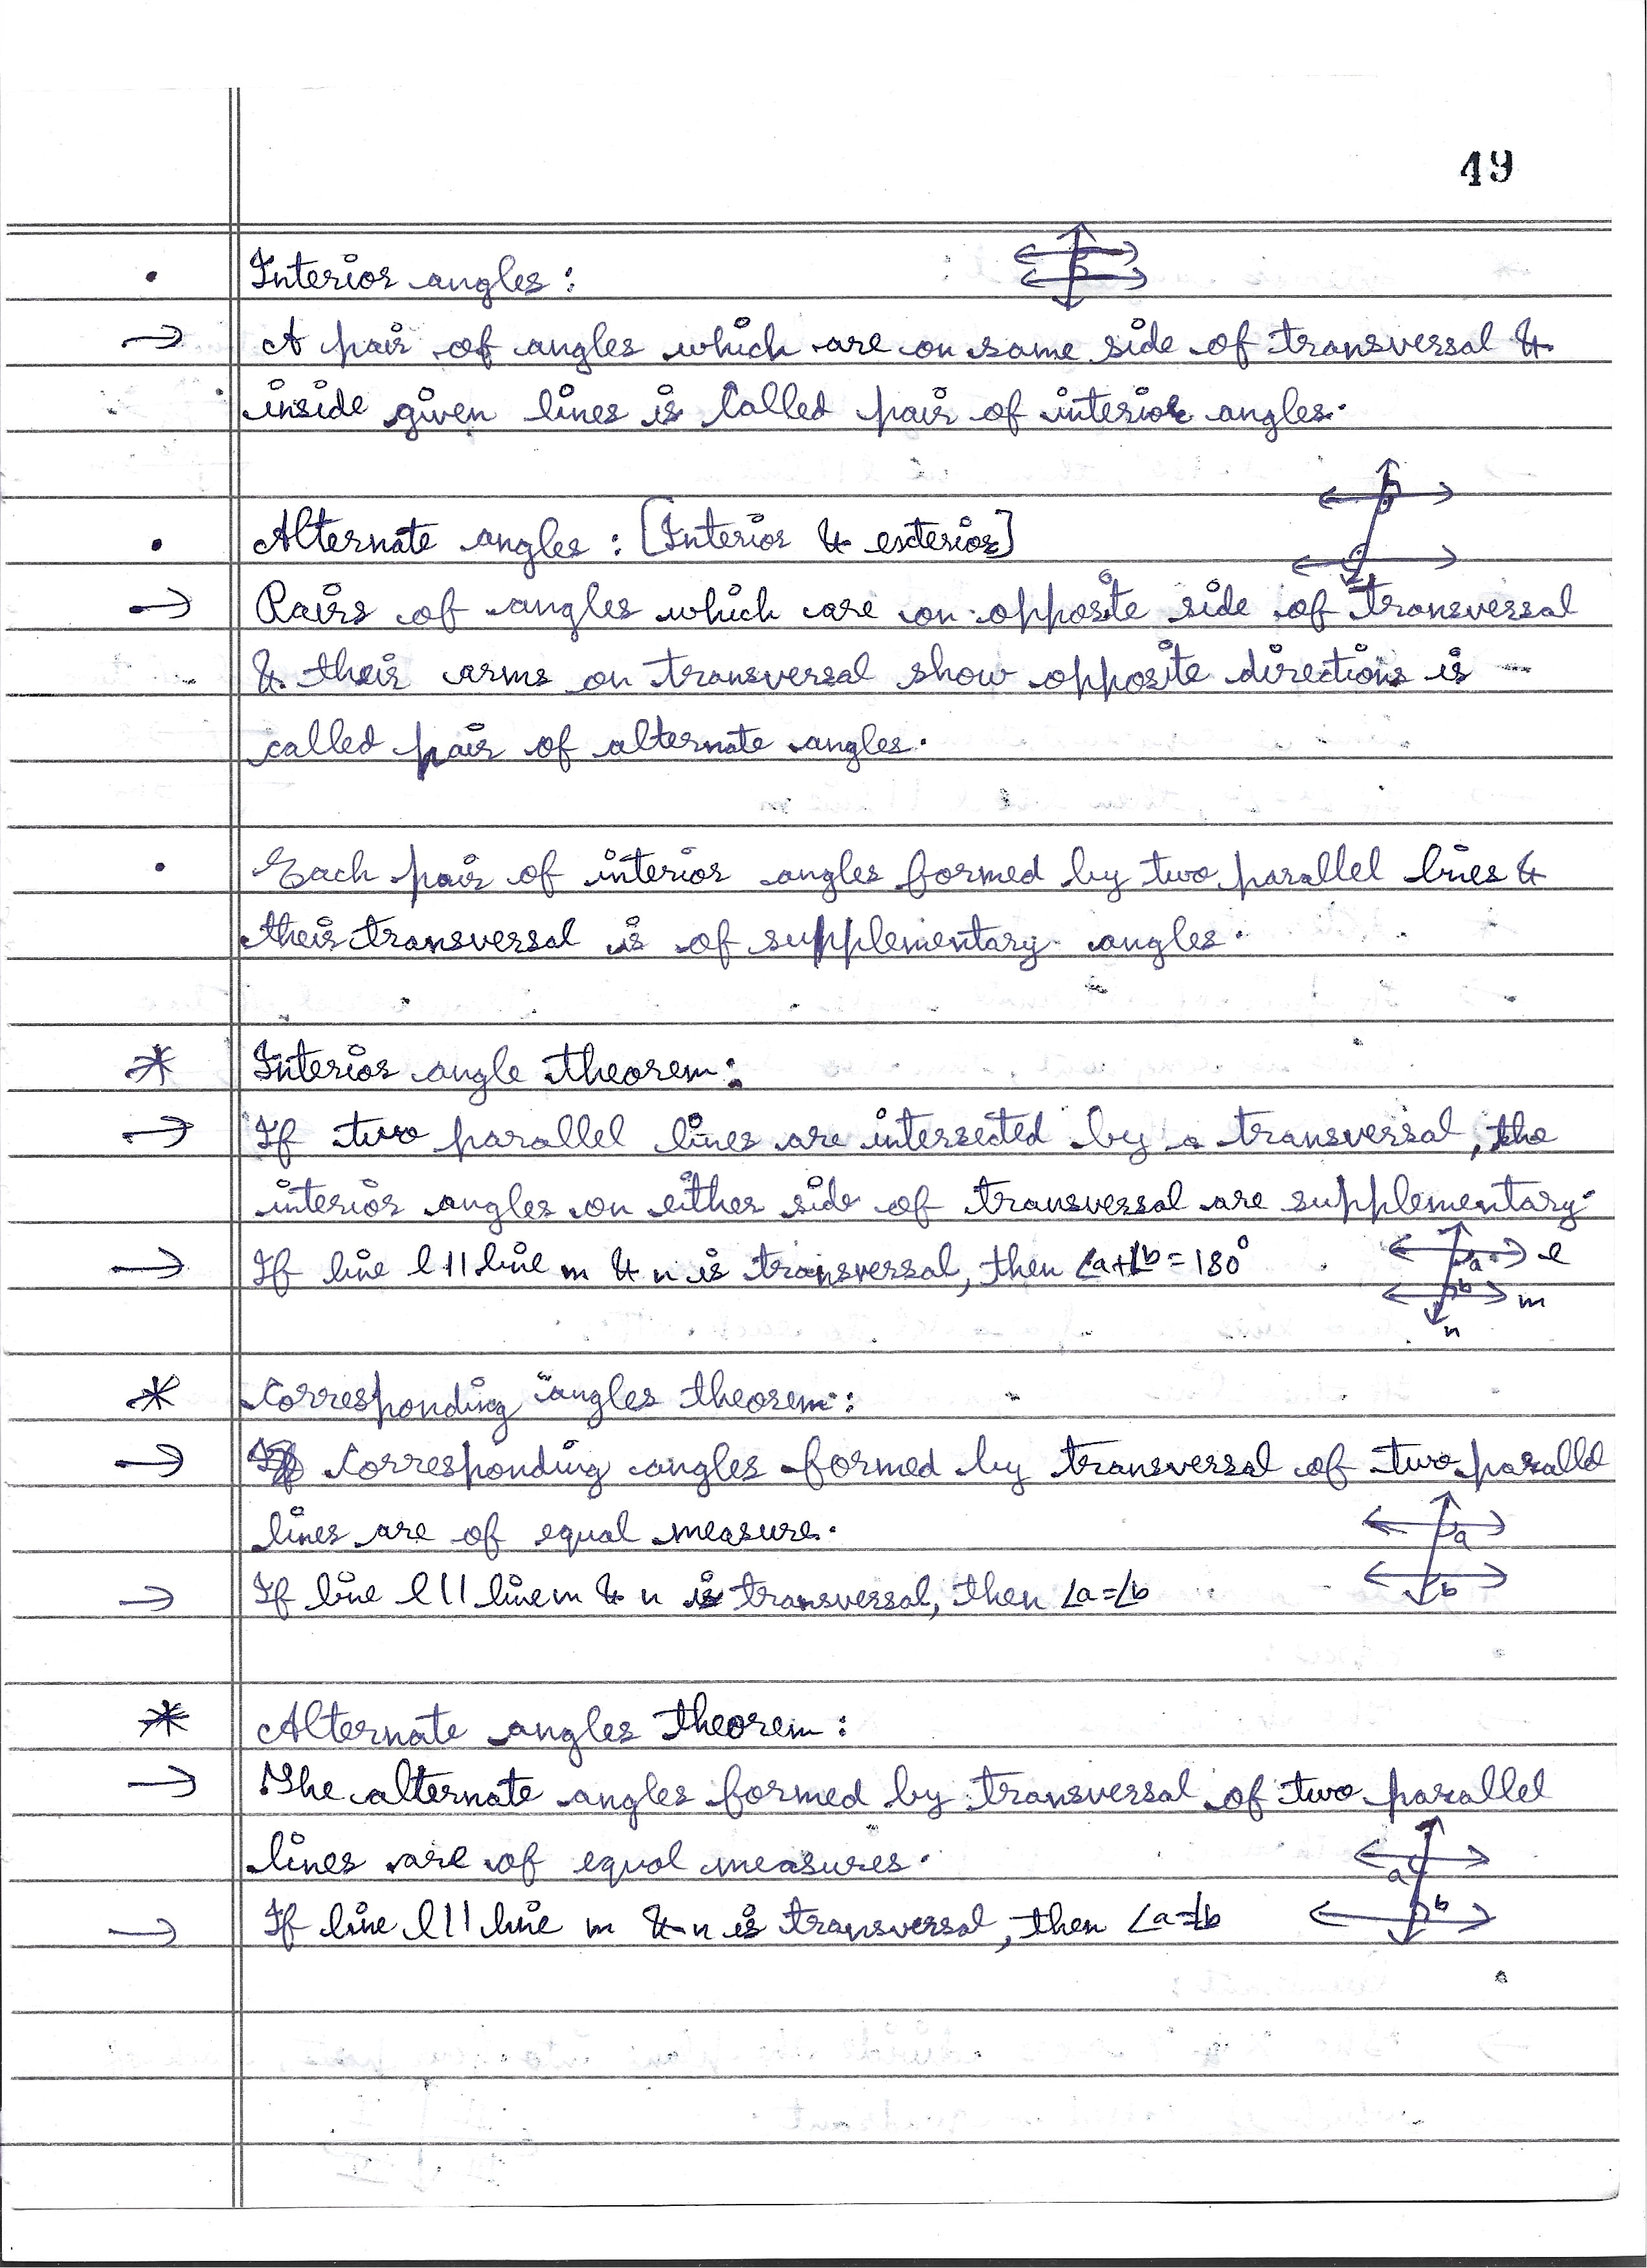 49
• Interior angles :
→ A pair of angles which are on same side of transversal &
inside given lines is called pair of interior angles.
• Alternate angles : [Interior & exterior]
→ Pairs of angles which are on opposite side of transversal
& their arms on transversal show opposite directions is
called pair of alternate angles.
• Each pair of interior angles formed by two parallel lines &
their transversal is of supplementary angles.
* Interior angle theorem :
→ If two parallel lines are intersected by a transversal, the
interior angles on either side of transversal are supplementary.
→ If line l || line m & n is transversal, then ∠a+∠b = 180°
a l
b m
n
* Corresponding angles theorem :
→ Corresponding angles formed by transversal of two parallel
lines are of equal measure.
a
→ If line l || line m & n is transversal, then ∠a=∠b
b
* Alternate angles theorem :
→ The alternate angles formed by transversal of two parallel
lines are of equal measures.
a
→ If line l || line m & n is transversal, then ∠a=∠b
b